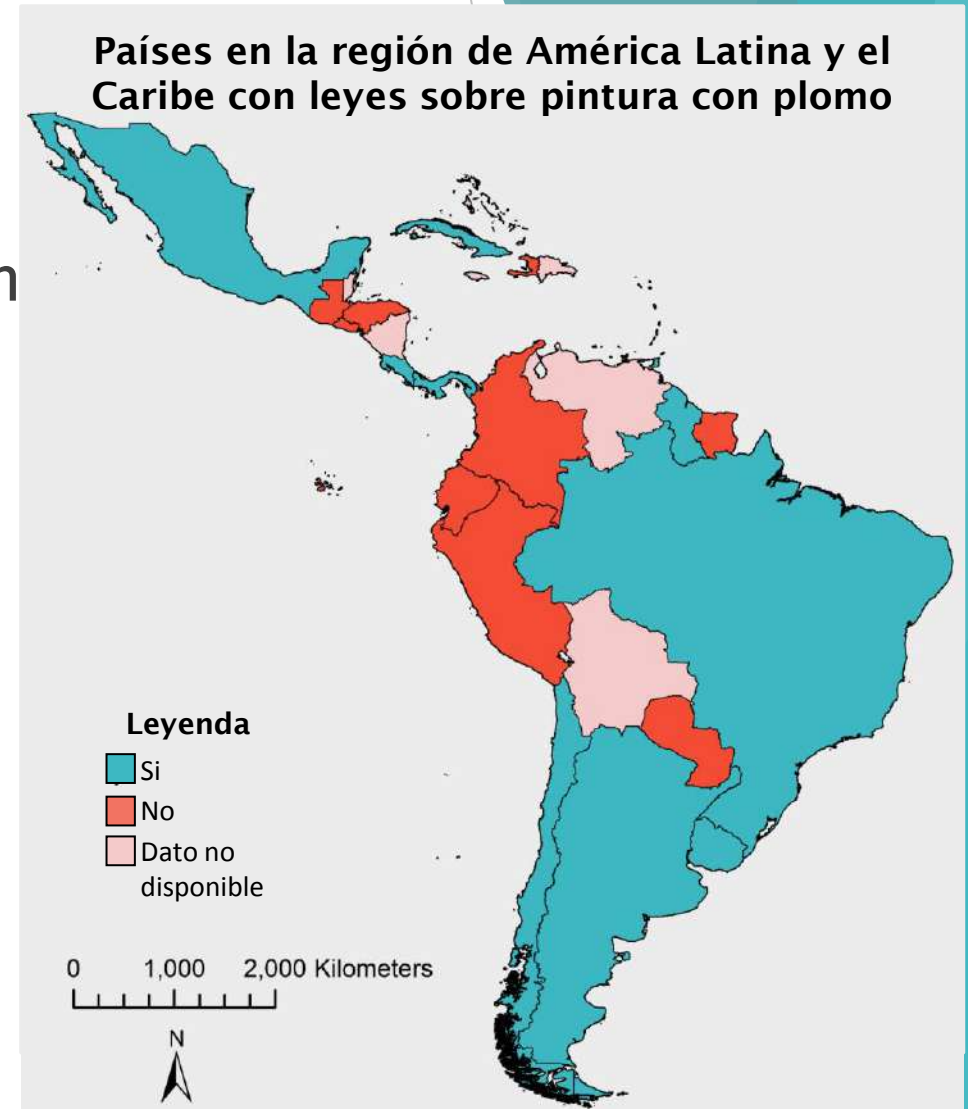 Países en la región de América Latina y el
Caribe con leyes sobre pintura con plomo
n
Leyenda
Si
No
Dato no
disponible
0 1,000 2,000 Kilometers
N